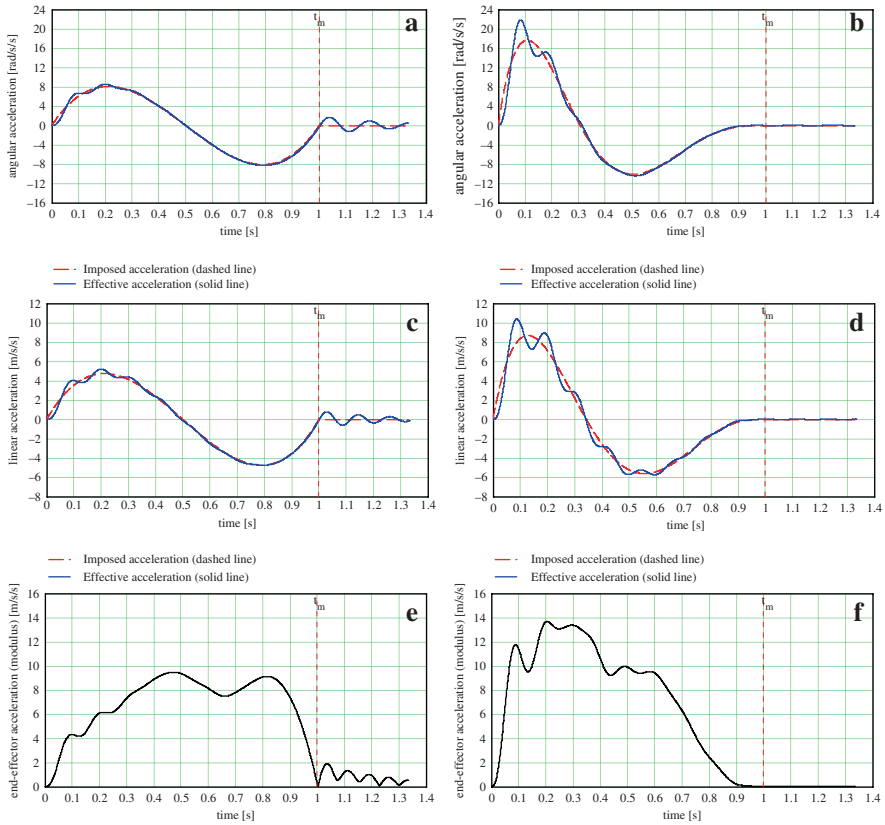 a
t_m
angular acceleration [rad/s/s]
24
20
16
12
8
4
0
−4
−8
−12
−16
0 0.1 0.2 0.3 0.4 0.5 0.6 0.7 0.8 0.9 1 1.1 1.2 1.3 1.4
time [s]
b
t_m
angular acceleration [rad/s/s]
24
20
16
12
8
4
0
−4
−8
−12
−16
0 0.1 0.2 0.3 0.4 0.5 0.6 0.7 0.8 0.9 1 1.1 1.2 1.3 1.4
time [s]
Imposed acceleration (dashed line)
Effective acceleration (solid line)
Imposed acceleration (dashed line)
Effective acceleration (solid line)
c
t_m
linear acceleration [m/s/s]
12
10
8
6
4
2
0
−2
−4
−6
−8
0 0.1 0.2 0.3 0.4 0.5 0.6 0.7 0.8 0.9 1 1.1 1.2 1.3 1.4
time [s]
d
t_m
linear acceleration [m/s/s]
12
10
8
6
4
2
0
−2
−4
−6
−8
0 0.1 0.2 0.3 0.4 0.5 0.6 0.7 0.8 0.9 1 1.1 1.2 1.3 1.4
time [s]
Imposed acceleration (dashed line)
Effective acceleration (solid line)
Imposed acceleration (dashed line)
Effective acceleration (solid line)
e
t_m
end-effector acceleration (modulus) [m/s/s]
16
14
12
10
8
6
4
2
0
0 0.1 0.2 0.3 0.4 0.5 0.6 0.7 0.8 0.9 1 1.1 1.2 1.3 1.4
time [s]
f
t_m
end-effector acceleration (modulus) [m/s/s]
16
14
12
10
8
6
4
2
0
0 0.1 0.2 0.3 0.4 0.5 0.6 0.7 0.8 0.9 1 1.1 1.2 1.3 1.4
time [s]